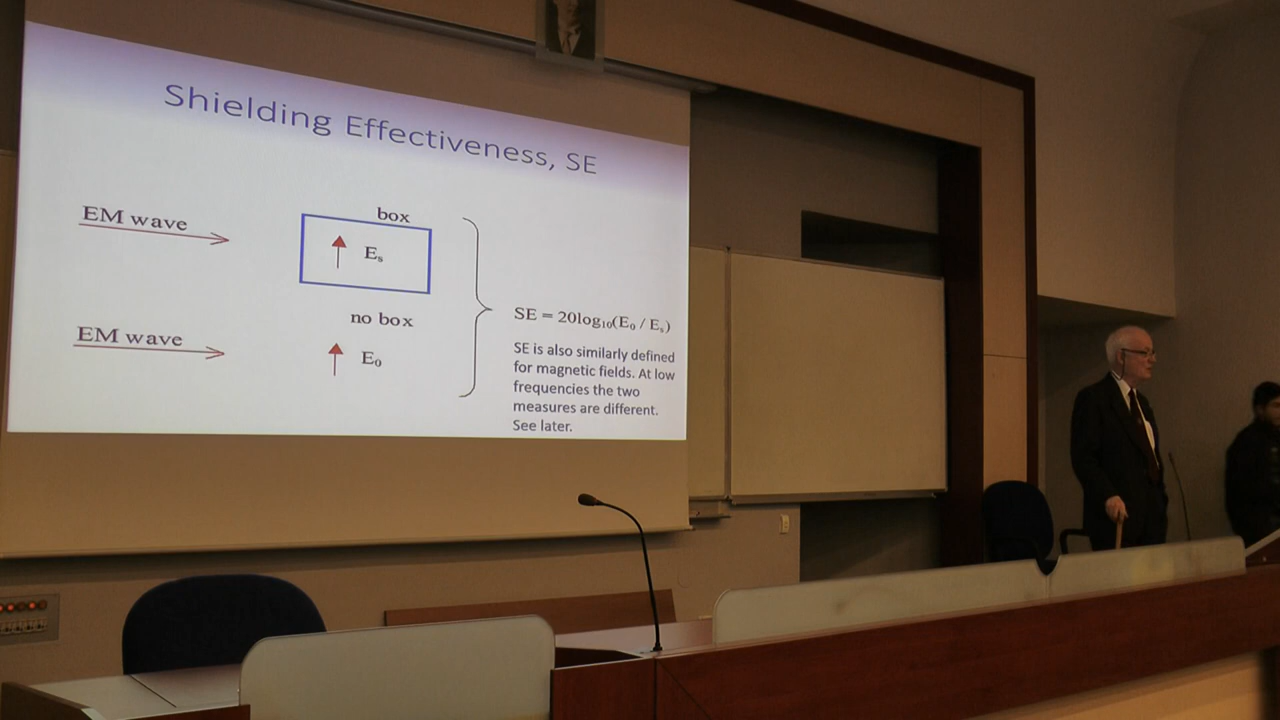 Shielding Effectiveness, SE
EM wave
box
Eₛ
no box
EM wave
E₀
SE = 20log₁₀(E₀ / Eₛ)
SE is also similarly defined
for magnetic fields. At low
frequencies the two
measures are different.
See later.